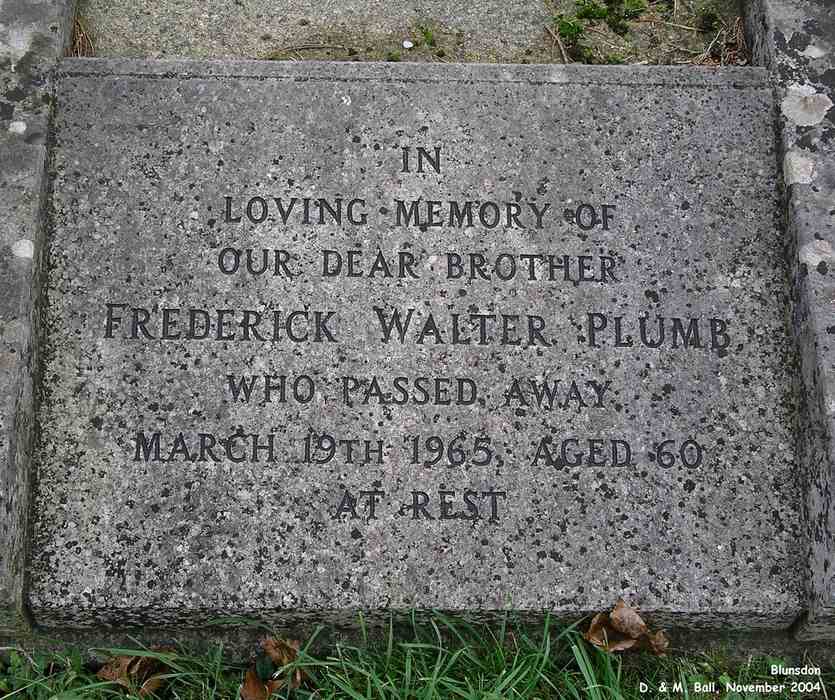 IN
LOVING MEMORY OF
OUR DEAR BROTHER
FREDERICK WALTER PLUMB
WHO PASSED AWAY
MARCH 19TH 1965, AGED 60
AT REST
Blunsdon
D. & M. Ball, November 2004